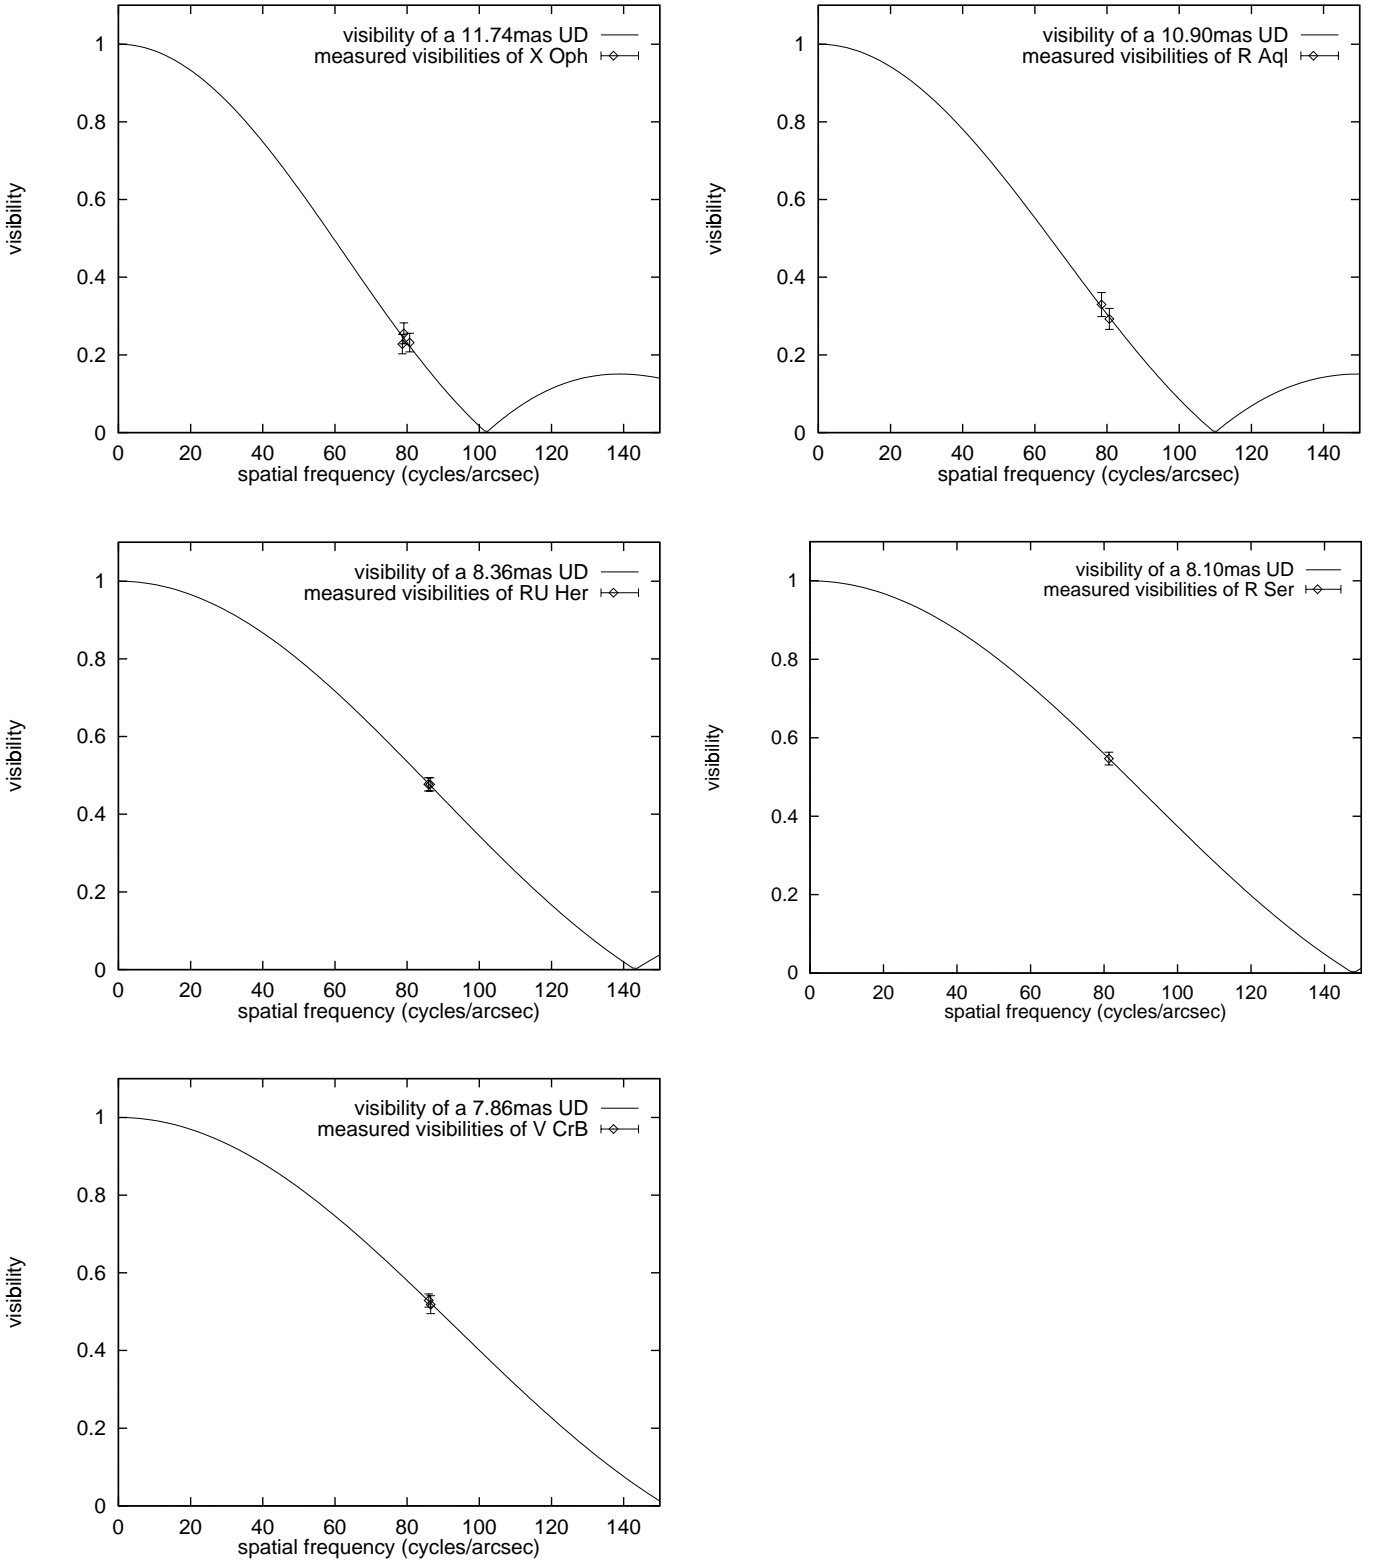 visibility of a 11.74mas UD
measured visibilities of X Oph
1
0.8
0.6
0.4
0.2
0
visibility
0 20 40 60 80 100 120 140
spatial frequency (cycles/arcsec)
visibility of a 10.90mas UD
measured visibilities of R Aql
1
0.8
0.6
0.4
0.2
0
visibility
0 20 40 60 80 100 120 140
spatial frequency (cycles/arcsec)
visibility of a 8.36mas UD
measured visibilities of RU Her
1
0.8
0.6
0.4
0.2
0
visibility
0 20 40 60 80 100 120 140
spatial frequency (cycles/arcsec)
visibility of a 8.10mas UD
measured visibilities of R Ser
1
0.8
0.6
0.4
0.2
0
visibility
0 20 40 60 80 100 120 140
spatial frequency (cycles/arcsec)
visibility of a 7.86mas UD
measured visibilities of V CrB
1
0.8
0.6
0.4
0.2
0
visibility
0 20 40 60 80 100 120 140
spatial frequency (cycles/arcsec)